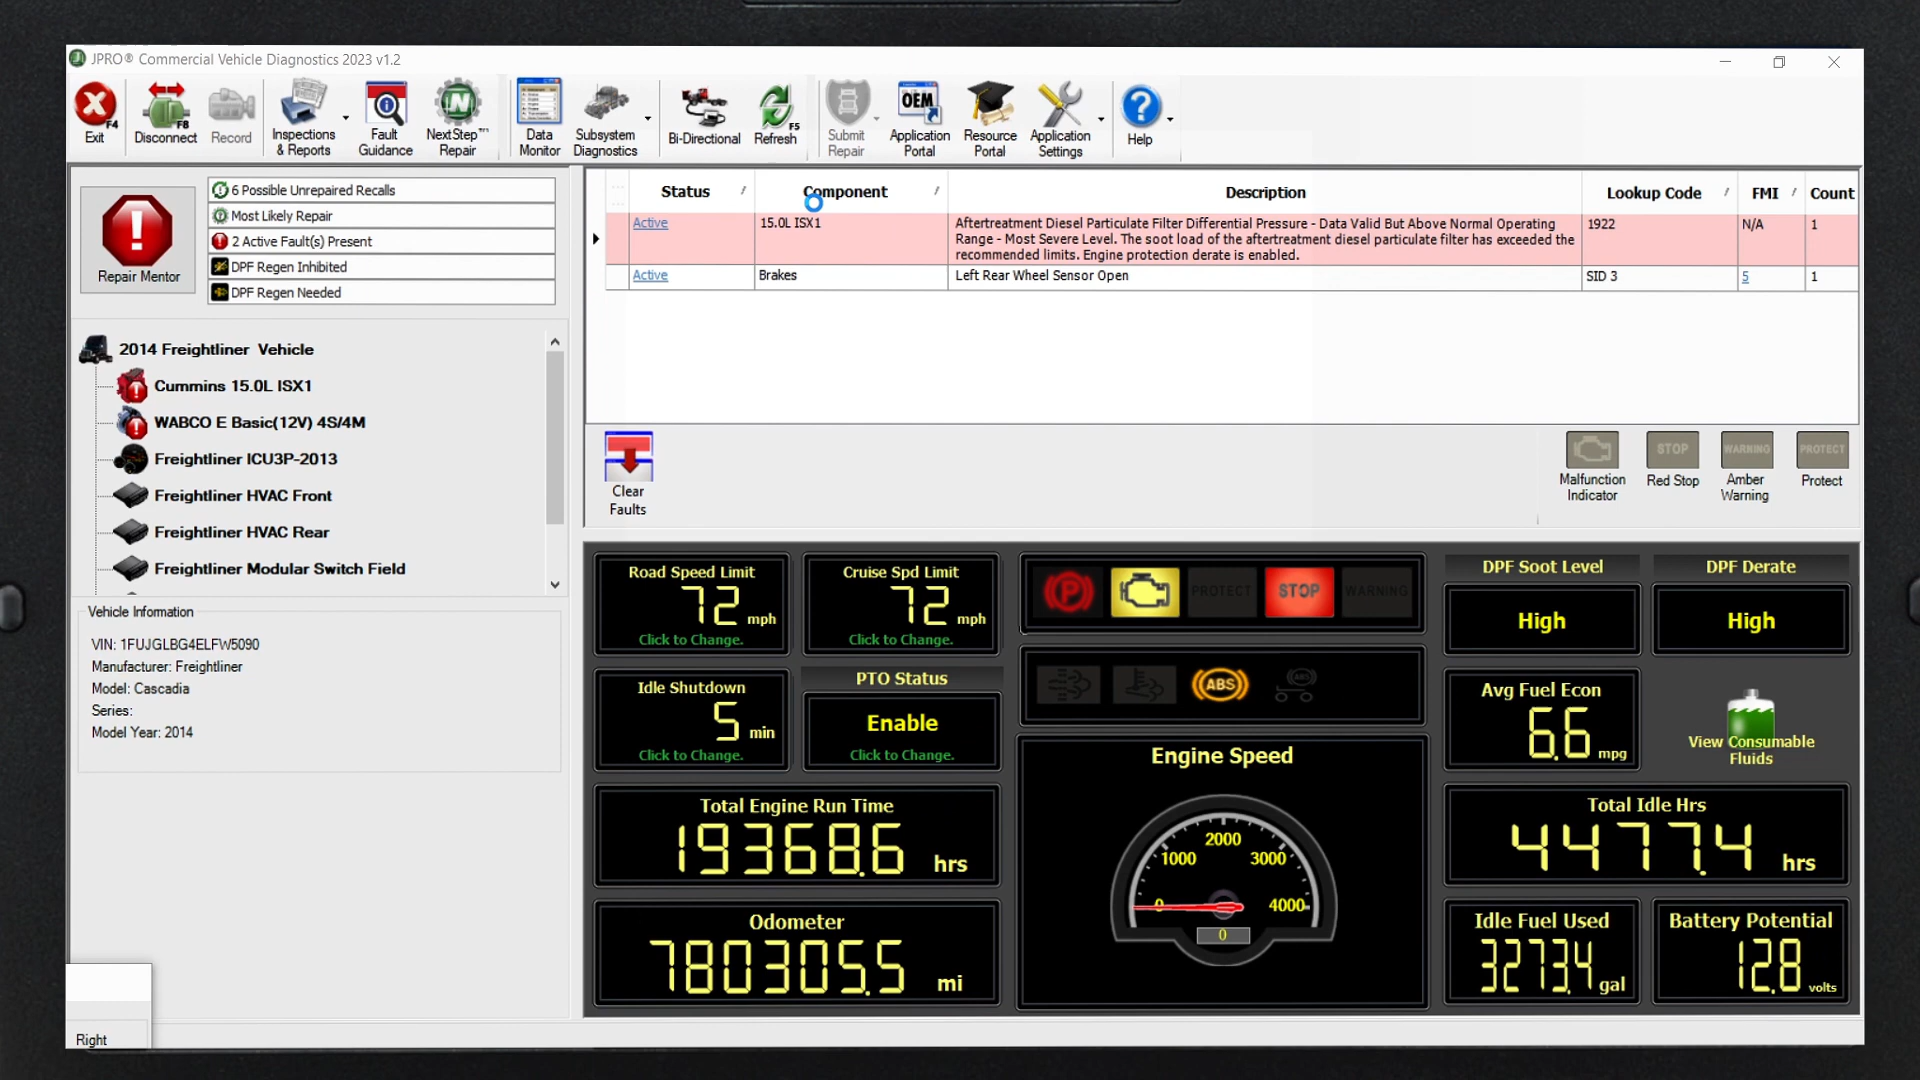 JPRO® Commercial Vehicle Diagnostics 2023 v1.2
F4
Exit
F8
Disconnect
Record
Inspections
& Reports
Fault
Guidance
NextStep™
Repair
Data
Monitor
Subsystem
Diagnostics
Bi-Directional
F5
Refresh
Submit
Repair
OEM
Application
Portal
Resource
Portal
Application
Settings
Help
Repair Mentor
6 Possible Unrepaired Recalls
Most Likely Repair
2 Active Fault(s) Present
DPF Regen Inhibited
DPF Regen Needed
Status Component Description Lookup Code FMI Count
Active 15.0L ISX1 Aftertreatment Diesel Particulate Filter Differential Pressure - Data Valid But Above Normal Operating 1922 N/A 1
Range - Most Severe Level. The soot load of the aftertreatment diesel particulate filter has exceeded the
recommended limits. Engine protection derate is enabled.
Active Brakes Left Rear Wheel Sensor Open SID 3 5 1
2014 Freightliner Vehicle
Cummins 15.0L ISX1
WABCO E Basic(12V) 4S/4M
Freightliner ICU3P-2013
Freightliner HVAC Front
Freightliner HVAC Rear
Freightliner Modular Switch Field
Clear
Faults
Malfunction
Indicator
STOP
Red Stop
WARNING
Amber
Warning
PROTECT
Protect
Vehicle Information
VIN: 1FUJGLBG4ELFW5090
Manufacturer: Freightliner
Model: Cascadia
Series:
Model Year: 2014
Right
Road Speed Limit
72 mph
Click to Change.
Cruise Spd Limit
72 mph
Click to Change.
P
PROTECT
STOP
WARNING
DPF Soot Level
High
DPF Derate
High
Idle Shutdown
5 min
Click to Change.
PTO Status
Enable
Click to Change.
ABS
ABS
Avg Fuel Econ
6.6 mpg
View Consumable
Fluids
Total Engine Run Time
19368.6 hrs
Engine Speed
0
1000
2000
3000
4000
0
Total Idle Hrs
4477.4 hrs
Odometer
780305.5 mi
Idle Fuel Used
3273.4 gal
Battery Potential
12.8 volts